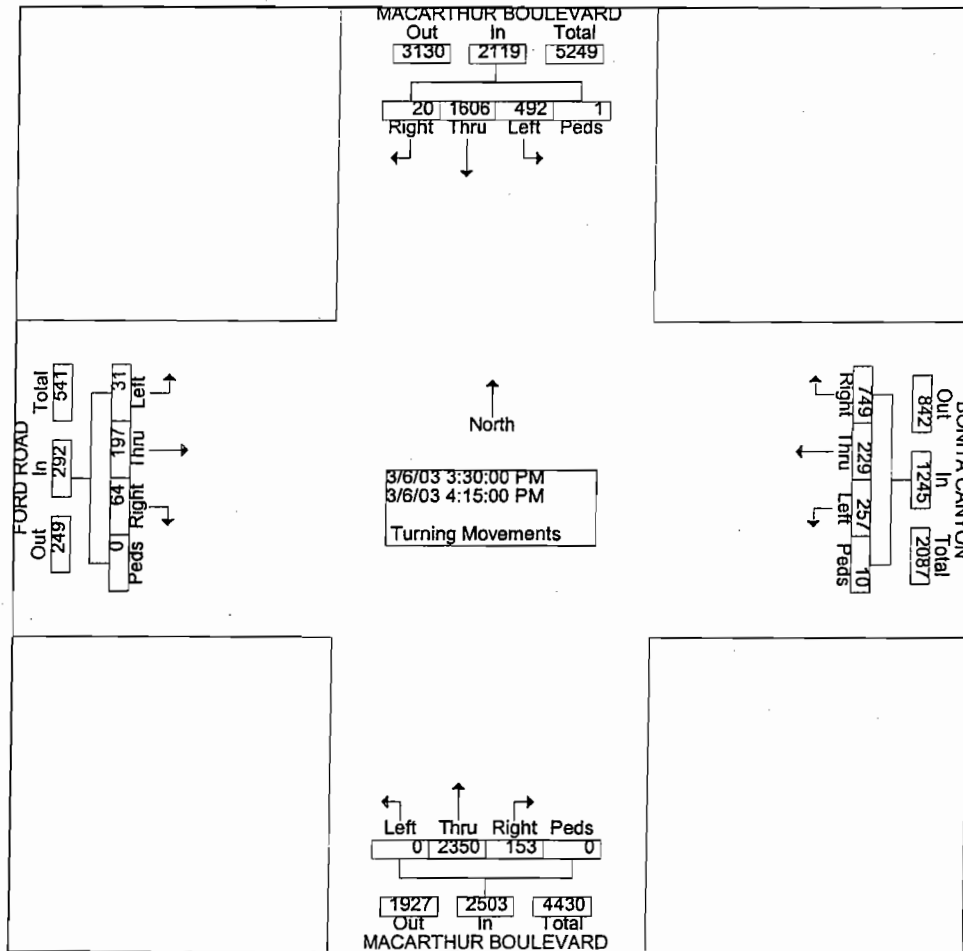 MACARTHUR BOULEVARD
Out In Total
3130 2119 5249
20 1606 492 1
Right Thru Left Peds
FORD ROAD
Out In Total
249 292 541
0 64 197 31
Peds Right Thru Left
North
3/6/03 3:30:00 PM
3/6/03 4:15:00 PM
Turning Movements
BONITA CANYON
Out In Total
842 1245 2087
749 229 257 10
Right Thru Left Peds
Left Thru Right Peds
0 2350 153 0
1927 2503 4430
Out In Total
MACARTHUR BOULEVARD